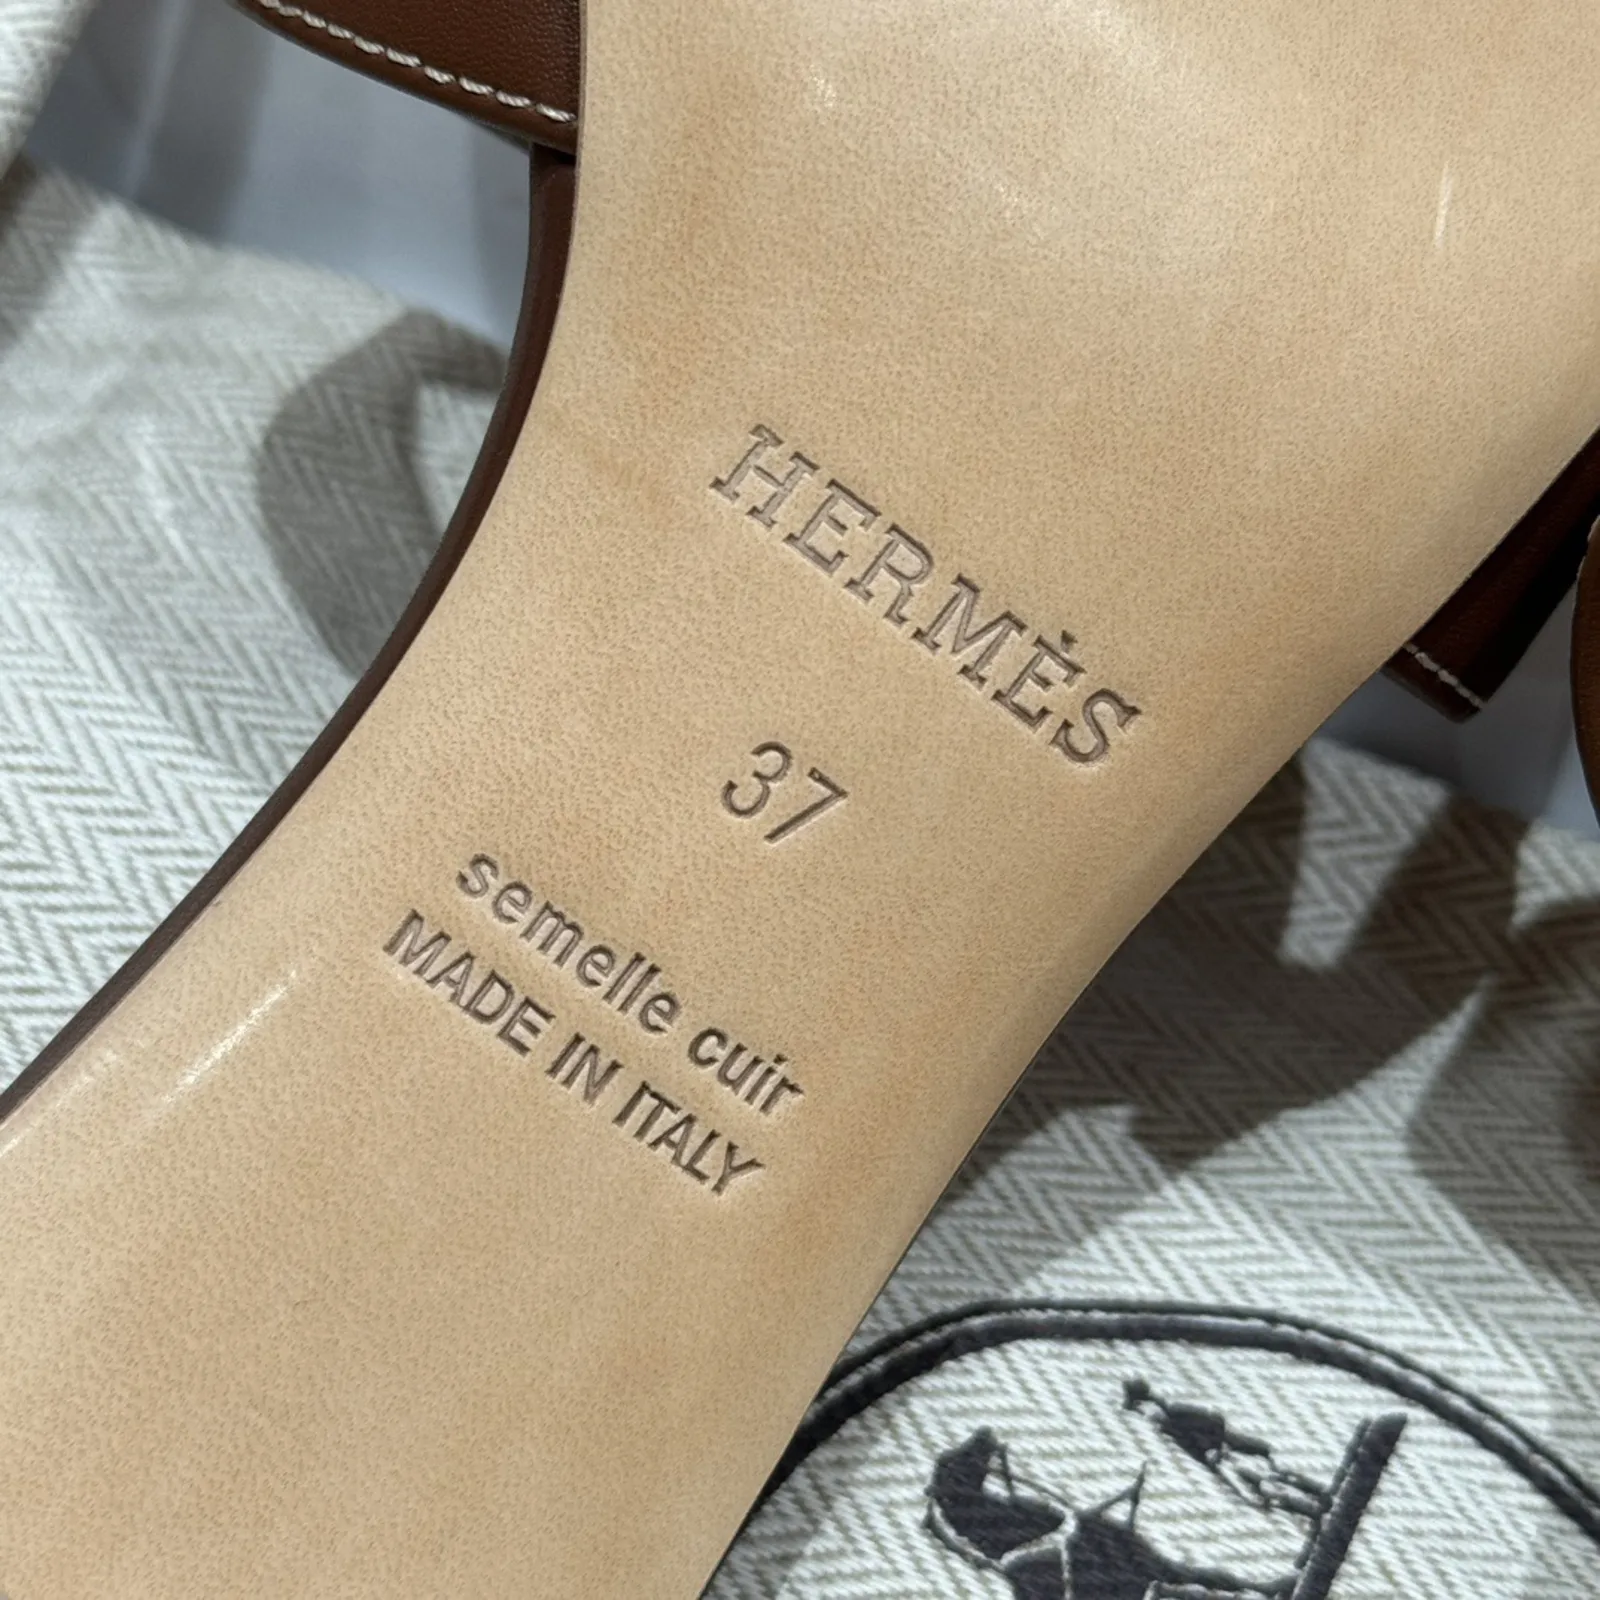 HERMÈS
37
semelle cuir
MADE IN ITALY